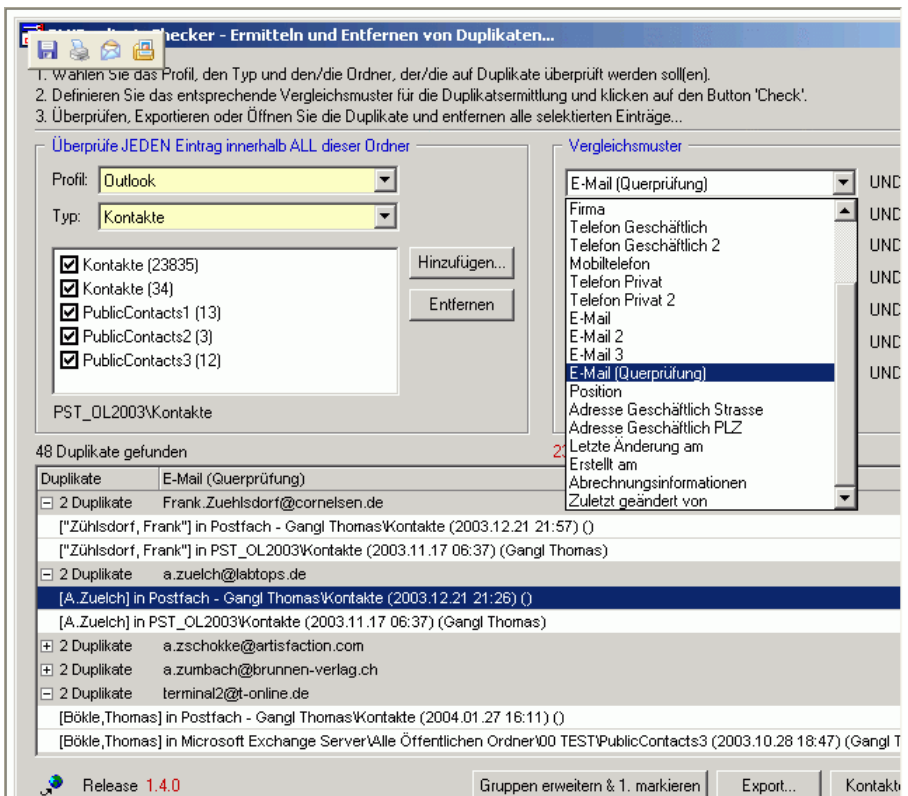 hecker - Ermitteln und Entfernen von Duplikaten...
1. Wählen Sie das Profil, den Typ und den/die Ordner, der/die auf Duplikate überprüft werden soll(en).
2. Definieren Sie das entsprechende Vergleichsmuster für die Duplikatsermittlung und klicken auf den Button 'Check'.
3. Überprüfen, Exportieren oder Öffnen Sie die Duplikate und entfernen alle selektierten Einträge...
Überprüfe JEDEN Eintrag innerhalb ALL dieser Ordner
Profil: Outlook
Typ: Kontakte
Kontakte (23835)
Kontakte (34)
PublicContacts1 (13)
PublicContacts2 (3)
PublicContacts3 (12)
Hinzufügen...
Entfernen
PST_OL2003\Kontakte
Vergleichsmuster
E-Mail (Querprüfung) UND
Firma
Telefon Geschäftlich
Telefon Geschäftlich 2
Mobiltelefon
Telefon Privat
Telefon Privat 2
E-Mail
E-Mail 2
E-Mail 3
E-Mail (Querprüfung)
Position
Adresse Geschäftlich Strasse
Adresse Geschäftlich PLZ
Letzte Änderung am
Erstellt am
Abrechnungsinformationen
Zuletzt geändert von
UND
UND
UND
UND
UND
UND
48 Duplikate gefunden
Duplikate E-Mail (Querprüfung)
2 Duplikate Frank.Zuehlsdorf@cornelsen.de
["Zühlsdorf, Frank"] in Postfach - Gangl Thomas\Kontakte (2003.12.21 21:57) ()
["Zühlsdorf, Frank"] in PST_OL2003\Kontakte (2003.11.17 06:37) (Gangl Thomas)
2 Duplikate a.zuelch@labtops.de
[A.Zuelch] in Postfach - Gangl Thomas\Kontakte (2003.12.21 21:26) ()
[A.Zuelch] in PST_OL2003\Kontakte (2003.11.17 06:37) (Gangl Thomas)
2 Duplikate a.zschokke@artisfaction.com
2 Duplikate a.zumbach@brunnen-verlag.ch
2 Duplikate terminal2@t-online.de
[Bökle,Thomas] in Postfach - Gangl Thomas\Kontakte (2004.01.27 16:11) ()
[Bökle,Thomas] in Microsoft Exchange Server\Alle Öffentlichen Ordner\00 TEST\PublicContacts3 (2003.10.28 18:47) (Gangl T
Release 1.4.0
Gruppen erweitern & 1. markieren
Export...
Kontakt